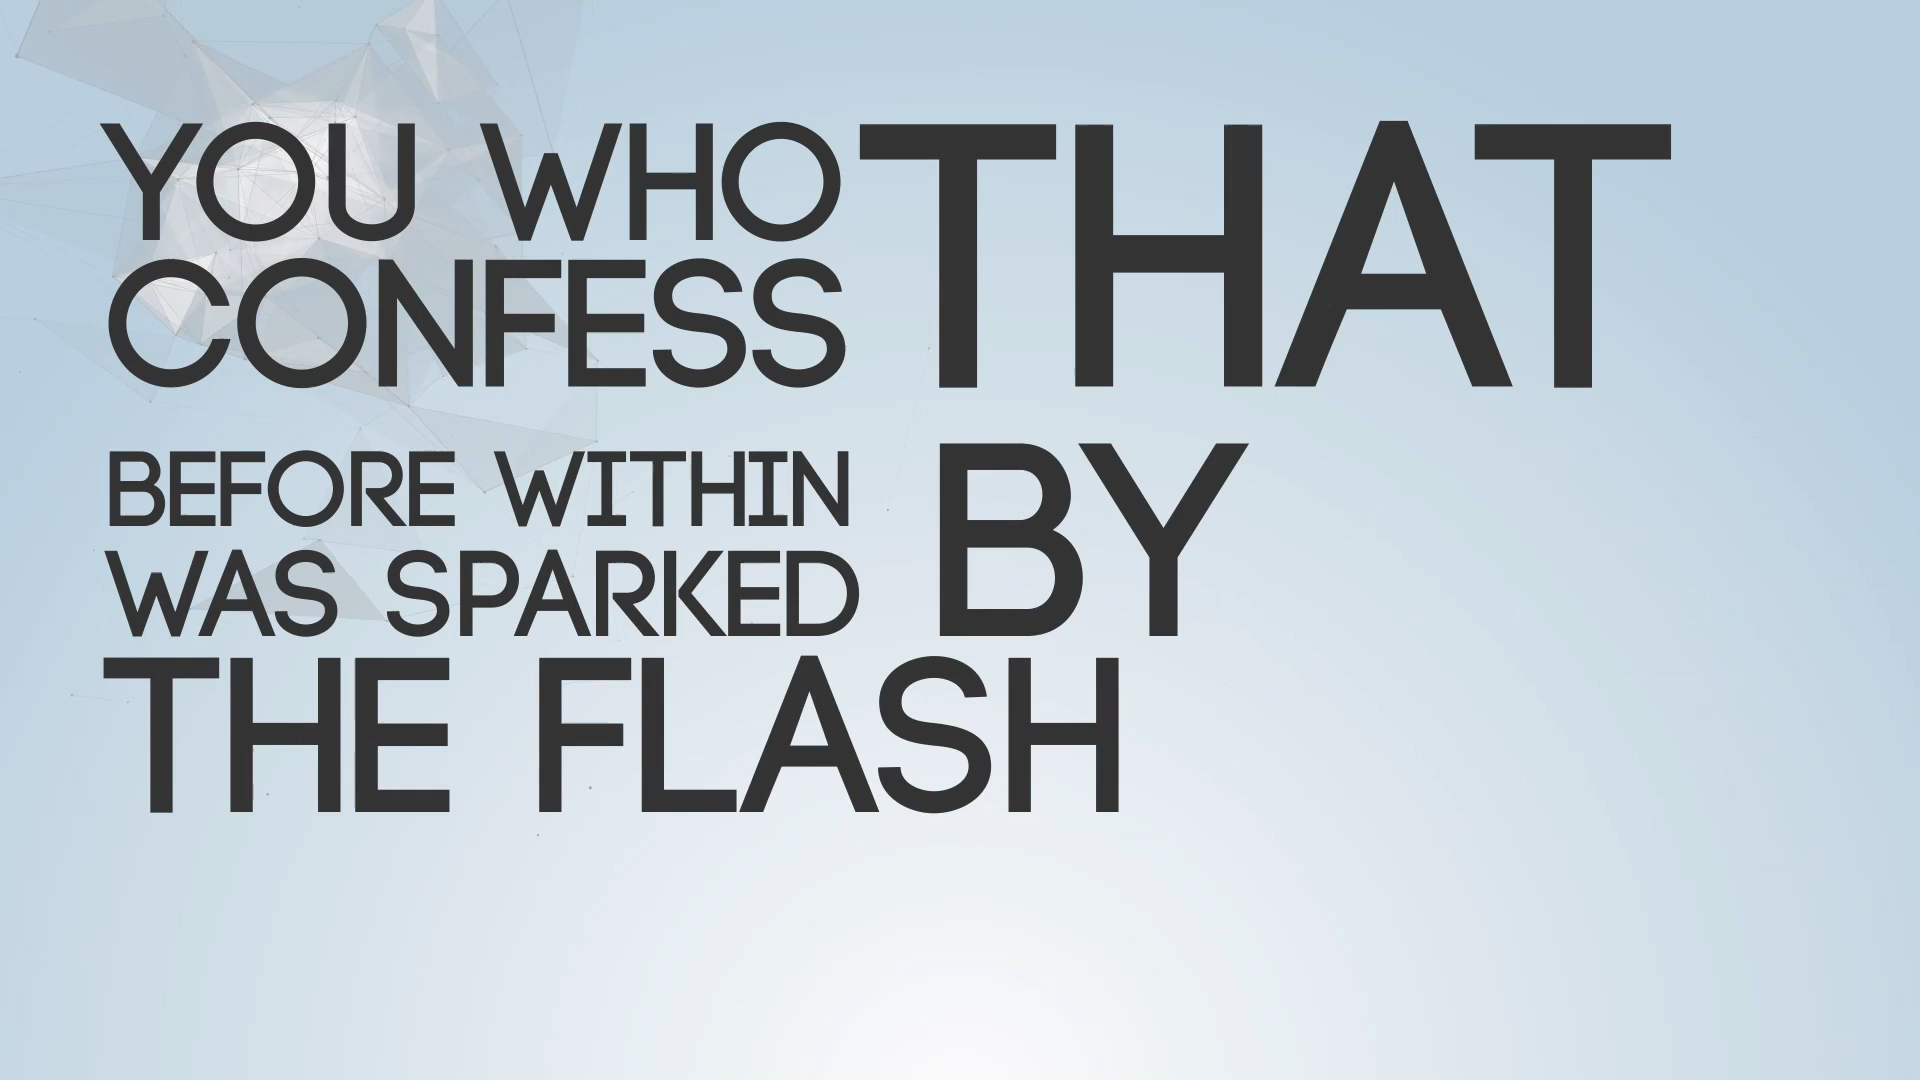 YOU WHO
CONFESS THAT
BEFORE WITHIN
WAS SPARKED BY
THE FLASH